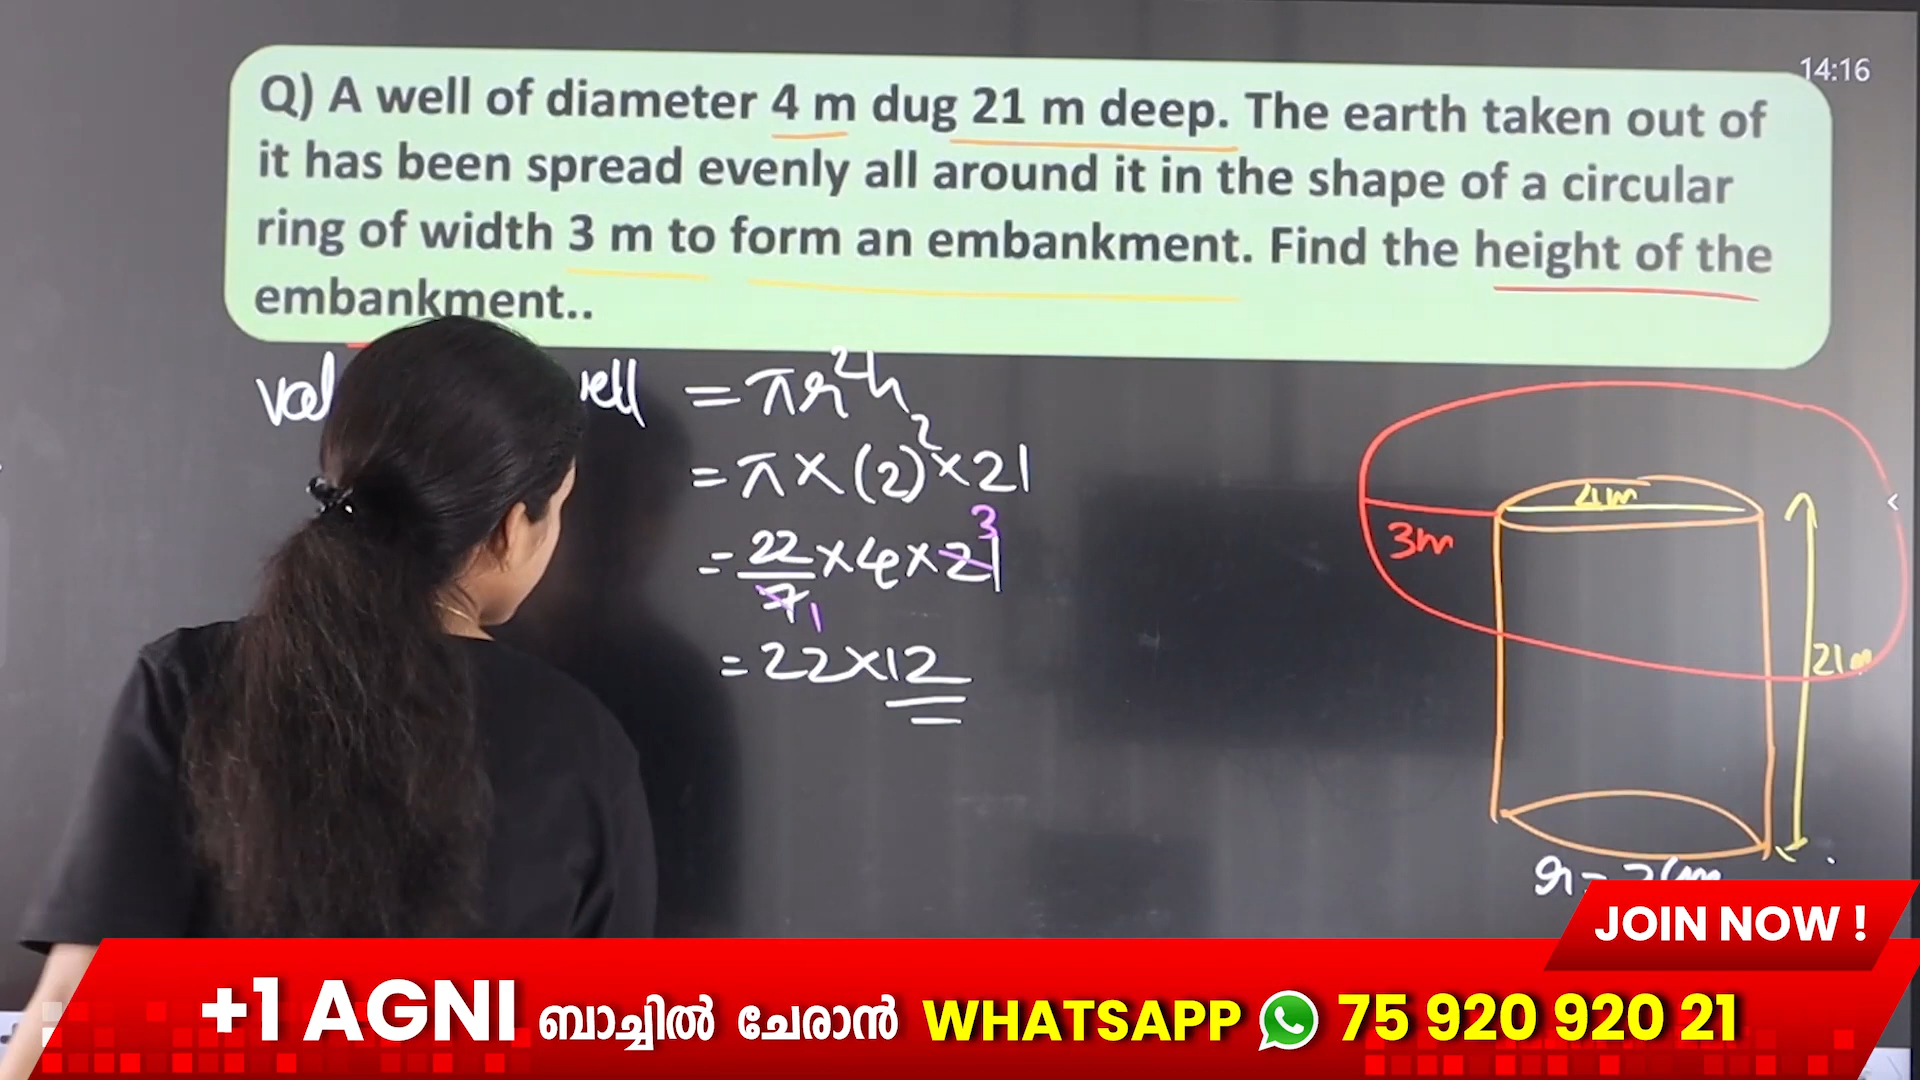 14:16
Q) A well of diameter 4 m dug 21 m deep. The earth taken out of
it has been spread evenly all around it in the shape of a circular
ring of width 3 m to form an embankment. Find the height of the
embankment..
= πr²h
= π × (2)² × 21
= 22/7 × 4 × 21
3
1
= 22 × 12
4m
3m
21m
JOIN NOW !
+1 AGNI ബാച്ചിൽ ചേരാൻ WHATSAPP 75 920 920 21